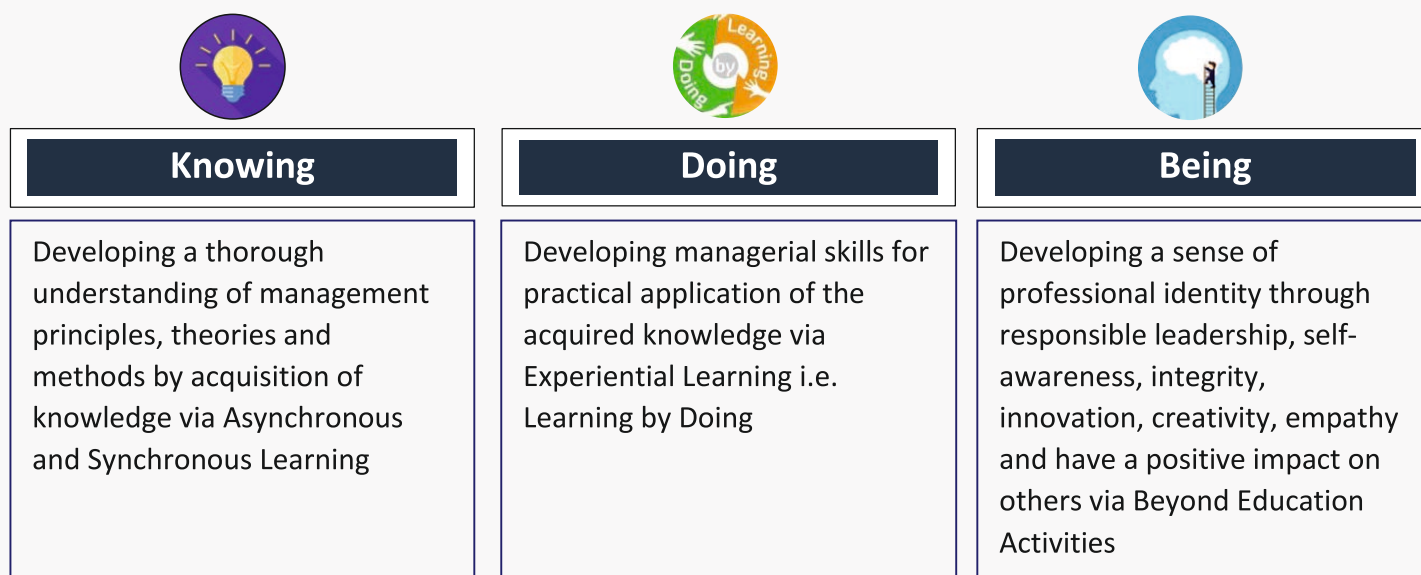 Learning
by
Doing
Knowing
Doing
Being
Developing a thorough
understanding of management
principles, theories and
methods by acquisition of
knowledge via Asynchronous
and Synchronous Learning
Developing managerial skills for
practical application of the
acquired knowledge via
Experiential Learning i.e.
Learning by Doing
Developing a sense of
professional identity through
responsible leadership, self-
awareness, integrity,
innovation, creativity, empathy
and have a positive impact on
others via Beyond Education
Activities